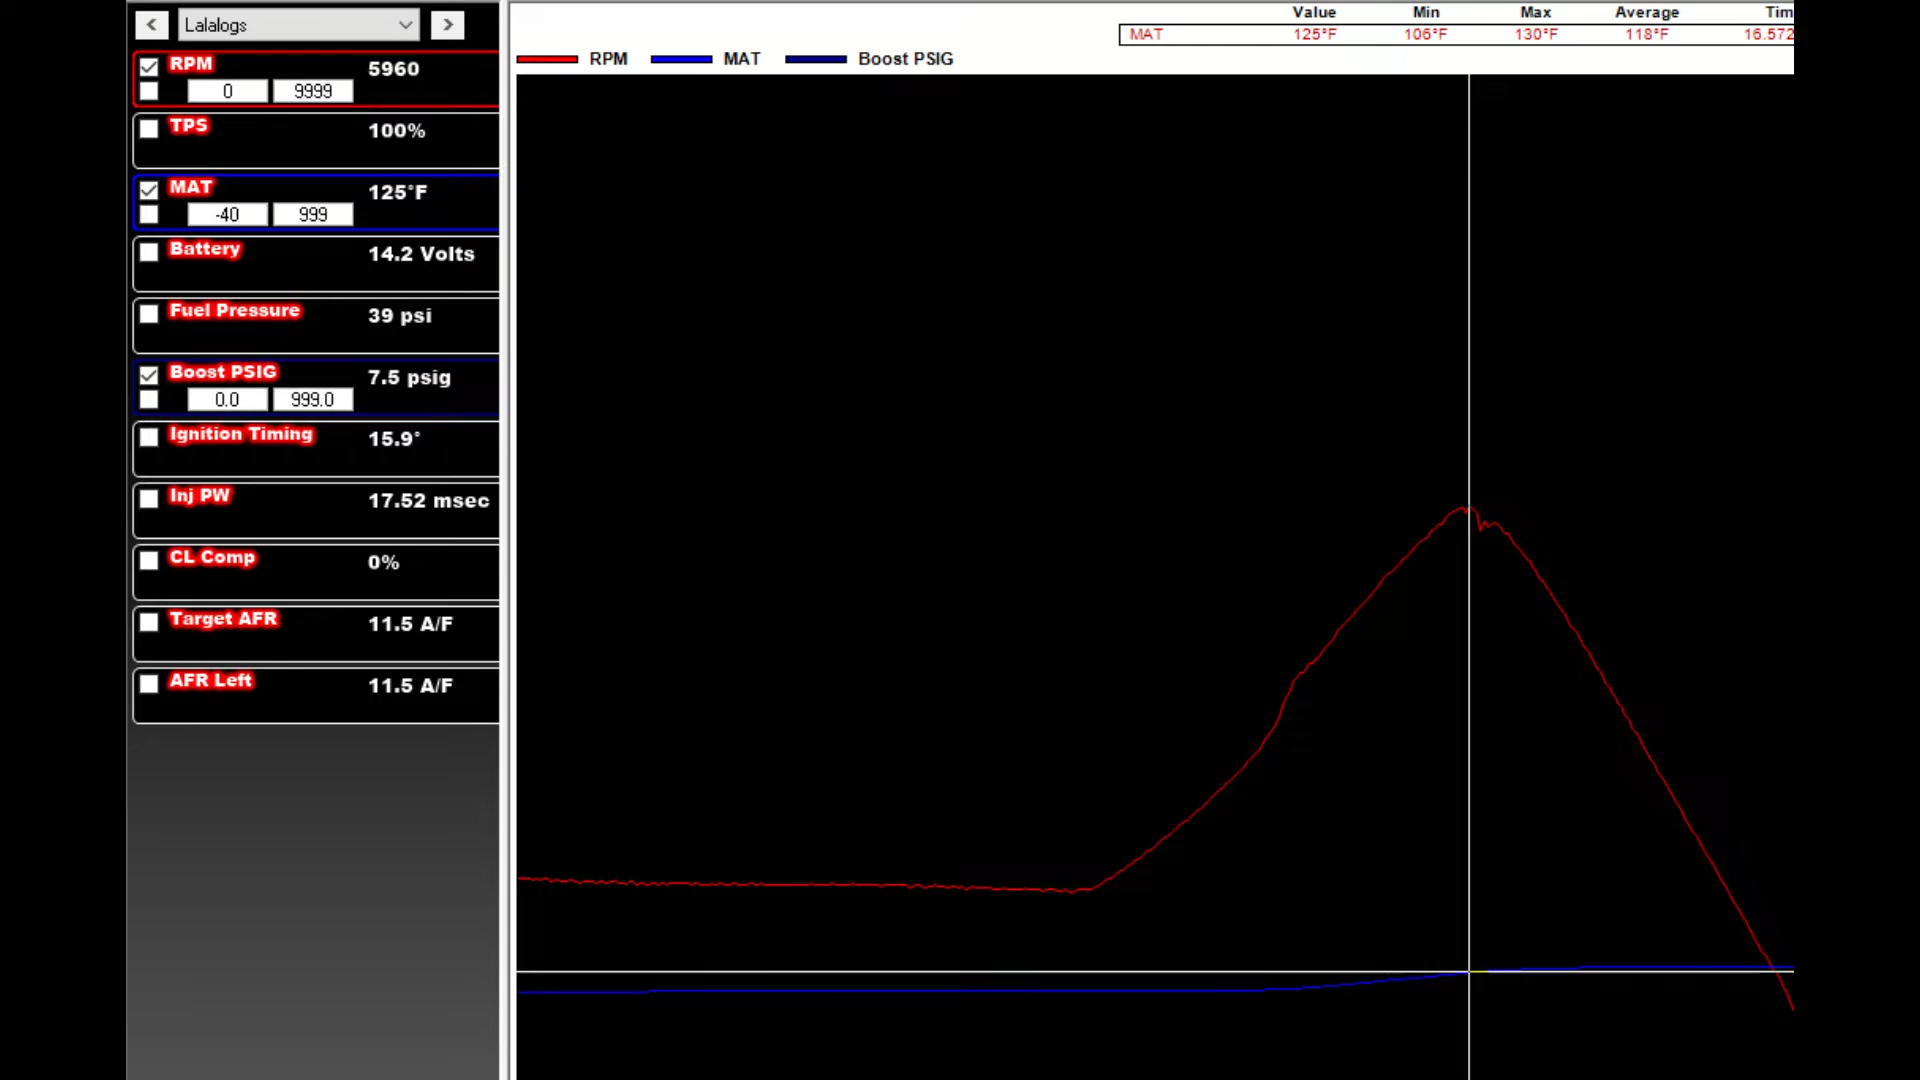 Lalalogs
RPM
5960
0 9999
TPS
100%
MAT
125°F
-40 999
Battery
14.2 Volts
Fuel Pressure
39 psi
Boost PSIG
7.5 psig
0.0 999.0
Ignition Timing
15.9°
Inj PW
17.52 msec
CL Comp
0%
Target AFR
11.5 A/F
AFR Left
11.5 A/F
Value Min Max Average Tim
MAT 125°F 106°F 130°F 118°F 16.572
RPM MAT Boost PSIG